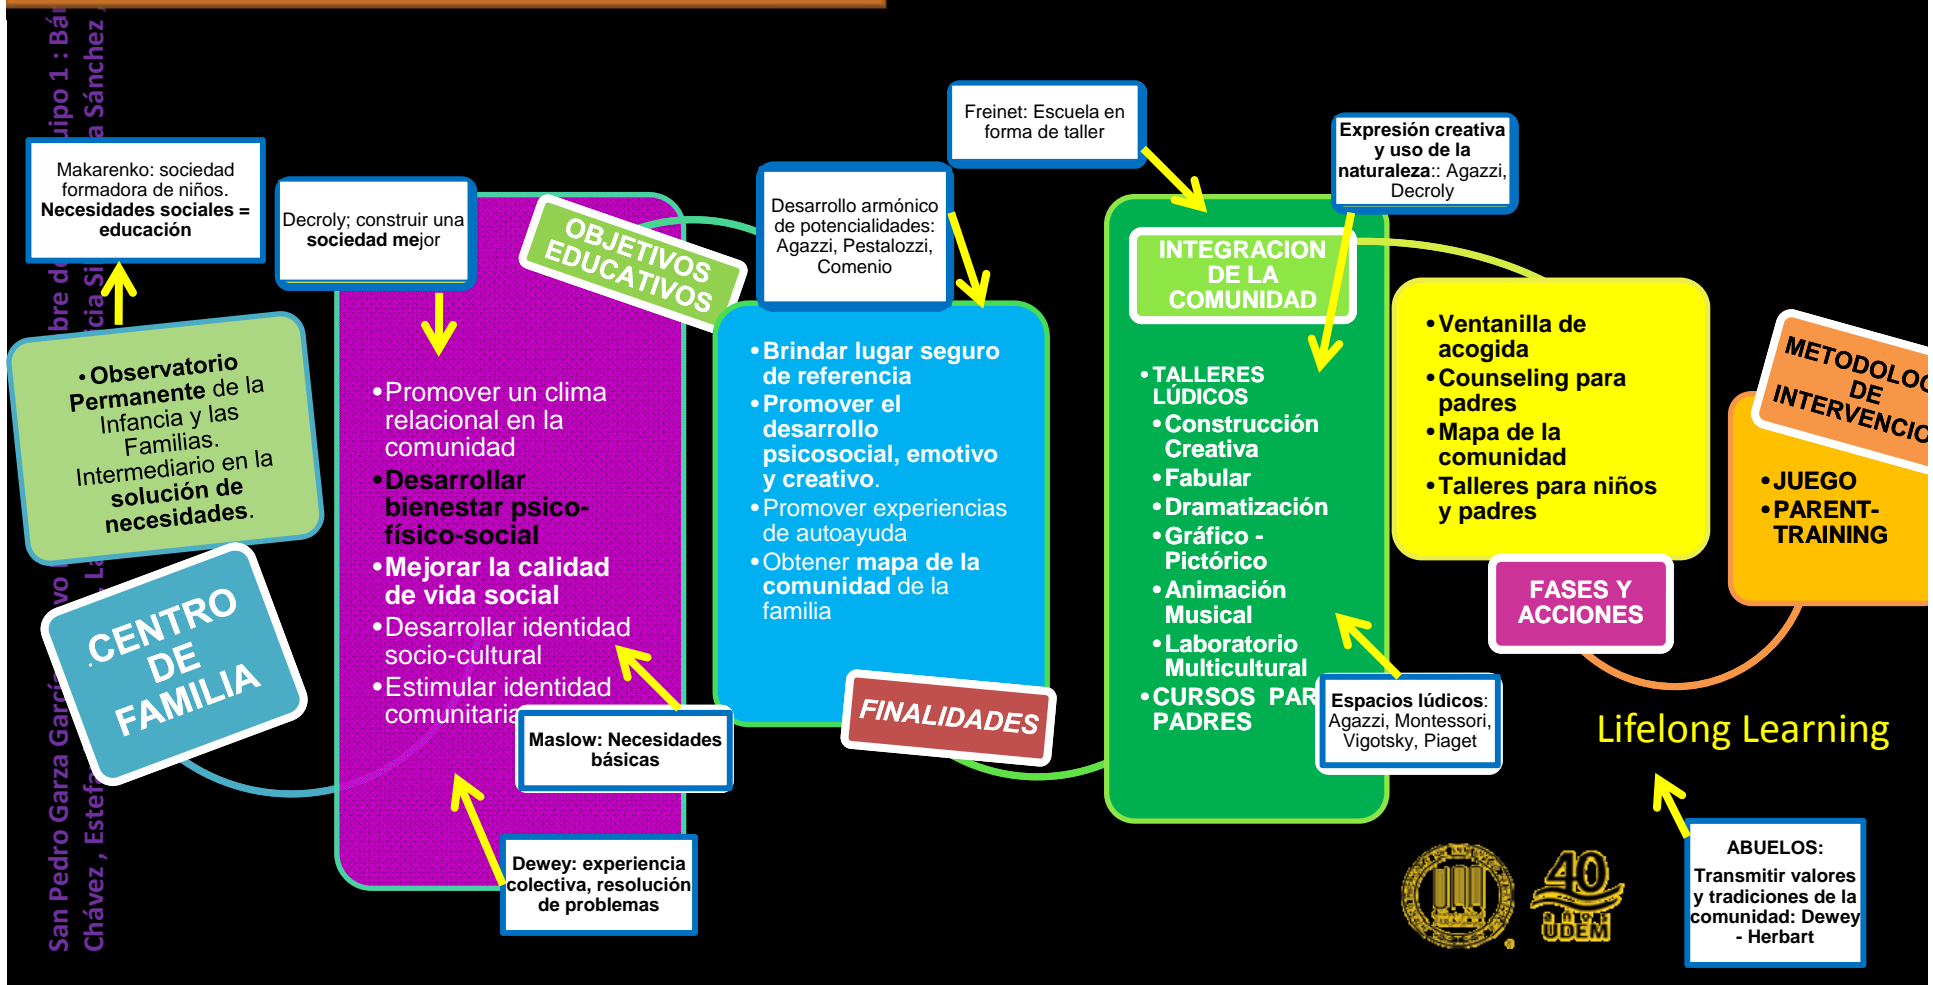 Makarenko: sociedad
formadora de niños.
Necesidades sociales =
educación
• Observatorio
Permanente de la
Infancia y las
Familias.
Intermediario en la
solución de
necesidades.
.CENTRO
DE
FAMILIA
Decroly; construir una
sociedad mejor
OBJETIVOS
EDUCATIVOS
•Promover un clima
relacional en la
comunidad
•Desarrollar
bienestar psico-
físico-social
•Mejorar la calidad
de vida social
•Desarrollar identidad
socio-cultural
•Estimular identidad
comunitaria
Maslow: Necesidades
básicas
Dewey: experiencia
colectiva, resolución
de problemas
Desarrollo armónico
de potencialidades:
Agazzi, Pestalozzi,
Comenio
•Brindar lugar seguro
de referencia
•Promover el
desarrollo
psicosocial, emotivo
y creativo.
•Promover experiencias
de autoayuda
•Obtener mapa de la
comunidad de la
familia
FINALIDADES
Freinet: Escuela en
forma de taller
Expresión creativa
y uso de la
naturaleza:: Agazzi,
Decroly
INTEGRACION
DE LA
COMUNIDAD
•TALLERES
LÚDICOS
•Construcción
Creativa
•Fabular
•Dramatización
•Gráfico -
Pictórico
•Animación
Musical
•Laboratorio
Multicultural
•CURSOS PAR
PADRES
Espacios lúdicos:
Agazzi, Montessori,
Vigotsky, Piaget
•Ventanilla de
acogida
•Counseling para
padres
•Mapa de la
comunidad
•Talleres para niños
y padres
FASES Y
ACCIONES
METODOLOG
DE
INTERVENCIO
•JUEGO
•PARENT-
TRAINING
Lifelong Learning
ABUELOS:
Transmitir valores
y tradiciones de la
comunidad: Dewey
- Herbart
40
años
UDEM
San Pedro Garza García
uipo 1 : Bár
Chávez , Estefa
a Sánchez ,